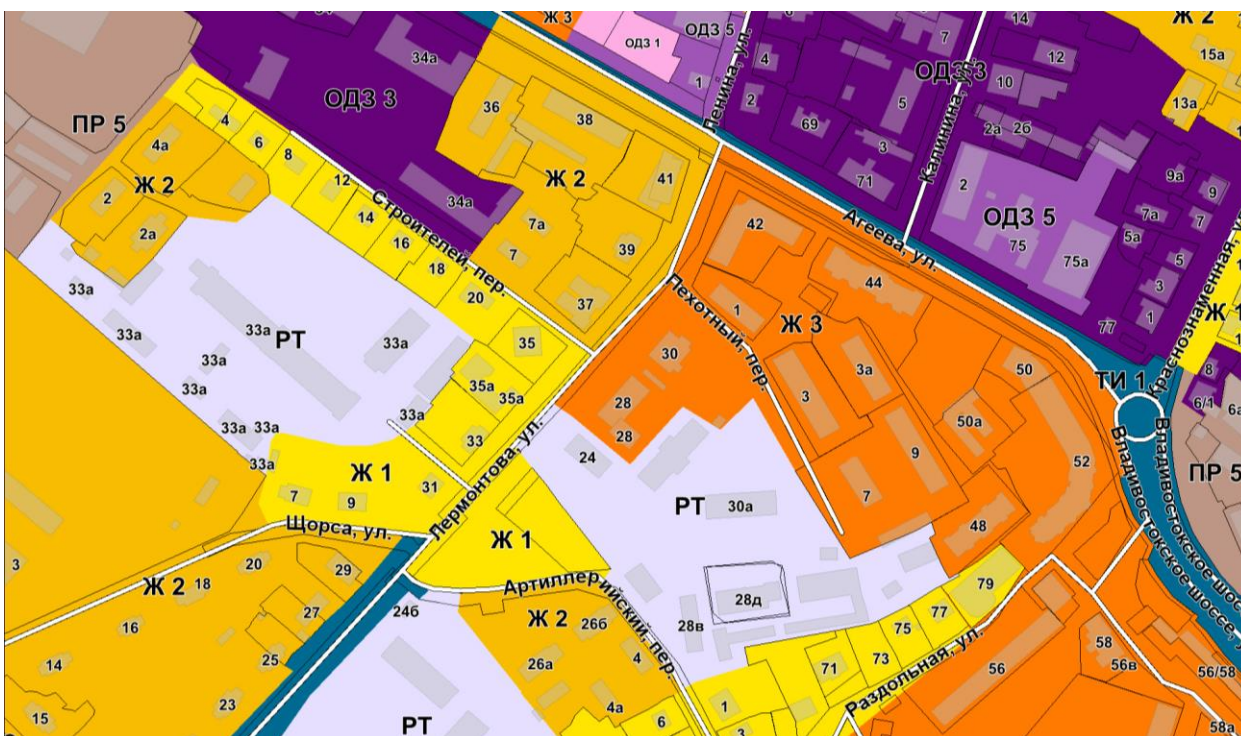 Ж 3
ОДЗ 1
ОДЗ 5
1
Ленина, ул.
4
2
7
Калинина, ул.
ОДЗ 3
5
14
12
10
Ж 2
15а
13а
34а
ОДЗ 3
36
38
ПР 5
4
6
8
4а
Ж 2
2
2а
12
14
16
18
20
Строителей, пер.
34а
Ж 2
41
7а
7
39
37
69
3
71
2а
2б
2
ОДЗ 5
75
75а
9а
9
7а
7
5а
5
3
1
77
Краснознаменная, ул.
Ж 1
Агеева, ул.
42
44
Пехотный, пер.
1
Ж 3
30
3
3а
50
50а
ТИ 1
8
6/1
6а
33а
33а
33а
РТ
33а
33а
33а
33а
33а
33а
33а
35
35а
35а
33
28
28
24
9
7
52
Владивостокское шоссе
Владивостокское шоссе, у
ПР 5
Ж 1
7
9
31
Лермонтова, ул.
РТ
30а
48
Щорса, ул.
Ж 1
Артиллерийский, пер.
28д
28в
79
77
75
73
71
Раздольная, ул.
3
Ж 2
18
20
29
16
27
25
14
15
23
24б
РТ
Ж 2
26б
26а
4
4а
6
1
3
56
58
56в
56/58
58а